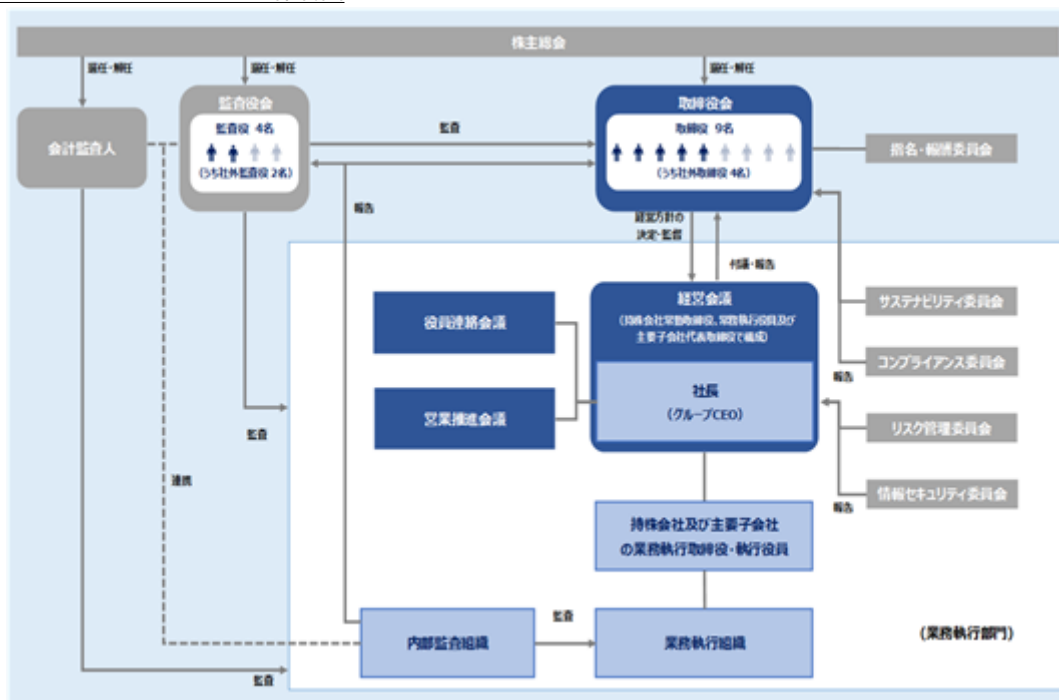 株主総会
選任・解任
選任・解任
選任・解任
会計監査人
監査役会
監査役 4名
(うち社外監査役 2名)
監査
取締役会
取締役 9名
(うち社外取締役 4名)
指名・報酬委員会
報告
経営方針の
決定・監督
付議・報告
役員連絡会議
営業推進会議
経営会議
(持株会社常勤取締役、常務執行役員及び
主要子会社代表取締役で構成)
社長
(グループCEO)
サステナビリティ委員会
コンプライアンス委員会
報告
リスク管理委員会
情報セキュリティ委員会
報告
監査
連携
持株会社及び主要子会社
の業務執行取締役・執行役員
内部監査組織
監査
業務執行組織
(業務執行部門)
監査